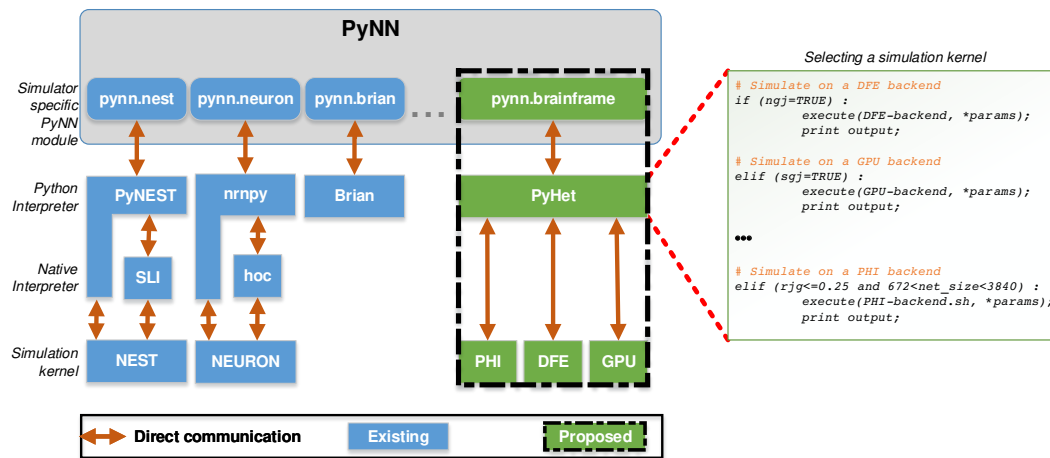 PyNN
Simulator
specific
PyNN
module
pynn.nest
pynn.neuron
pynn.brian
...
pynn.brainframe
Python
Interpreter
PyNEST
nrnpy
Brian
PyHet
Native
Interpreter
SLI
hoc
Simulation
kernel
NEST
NEURON
PHI
DFE
GPU
Direct communication
Existing
Proposed
Selecting a simulation kernel
# Simulate on a DFE backend
if (ngj=TRUE) :
execute(DFE-backend, *params);
print output;
# Simulate on a GPU backend
elif (sgj=TRUE) :
execute(GPU-backend, *params);
print output;
•••
# Simulate on a PHI backend
elif (rjg<=0.25 and 672<net_size<3840) :
execute(PHI-backend.sh, *params);
print output;